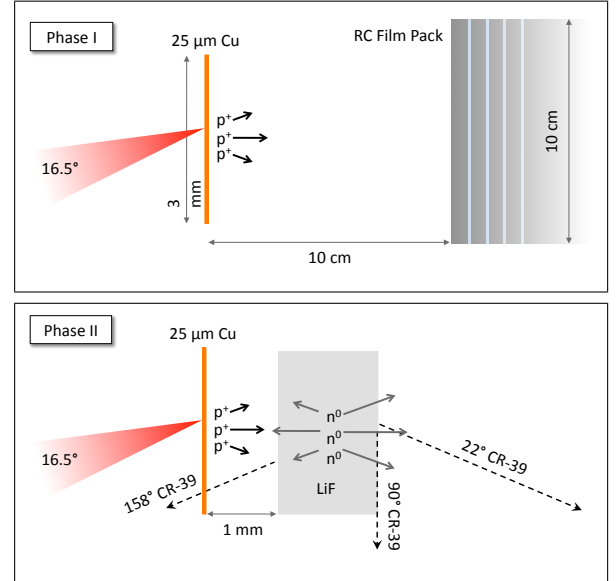 Phase I
25 µm Cu
RC Film Pack
p⁺
p⁺
p⁺
16.5°
3 mm
10 cm
10 cm
Phase II
25 µm Cu
p⁺
p⁺
p⁺
n⁰
n⁰
n⁰
16.5°
LiF
158° CR-39
90° CR-39
22° CR-39
1 mm